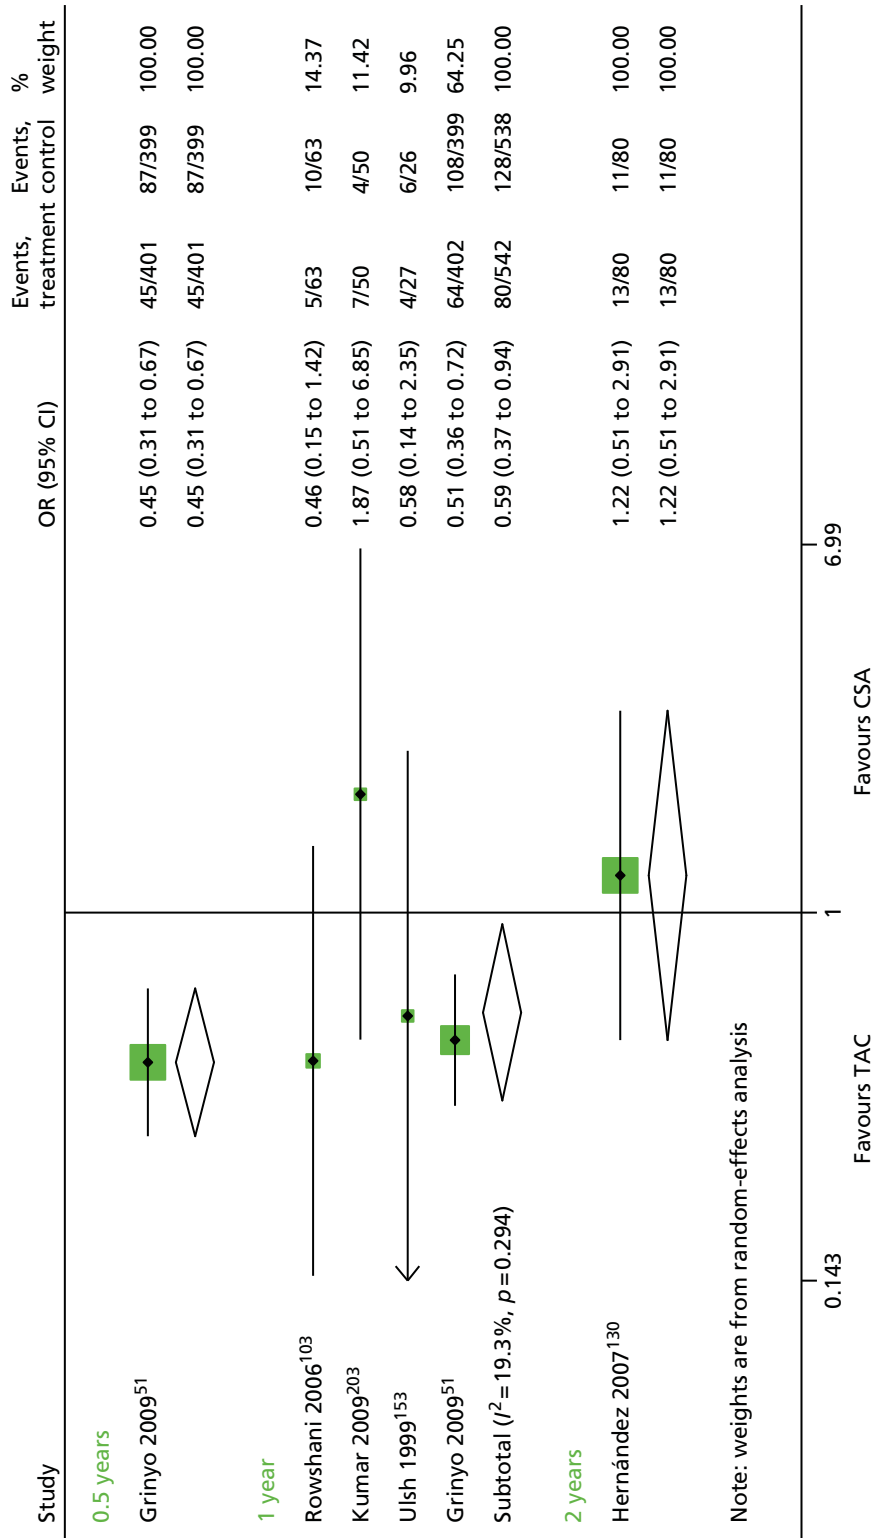 Study OR (95% CI) Events, treatment Events, control % weight
0.5 years
Grinyo 2009⁵¹ 0.45 (0.31 to 0.67) 45/401 87/399 100.00
0.45 (0.31 to 0.67) 45/401 87/399 100.00
1 year
Rowshani 2006¹⁰³ 0.46 (0.15 to 1.42) 5/63 10/63 14.37
Kumar 2009²⁰³ 1.87 (0.51 to 6.85) 7/50 4/50 11.42
Ulsh 1999¹⁵³ 0.58 (0.14 to 2.35) 4/27 6/26 9.96
Grinyo 2009⁵¹ 0.51 (0.36 to 0.72) 64/402 108/399 64.25
Subtotal (I²=19.3%, p=0.294) 0.59 (0.37 to 0.94) 80/542 128/538 100.00
2 years
Hernández 2007¹³⁰ 1.22 (0.51 to 2.91) 13/80 11/80 100.00
1.22 (0.51 to 2.91) 13/80 11/80 100.00
Note: weights are from random-effects analysis
0.143 1 6.99
Favours TAC Favours CSA